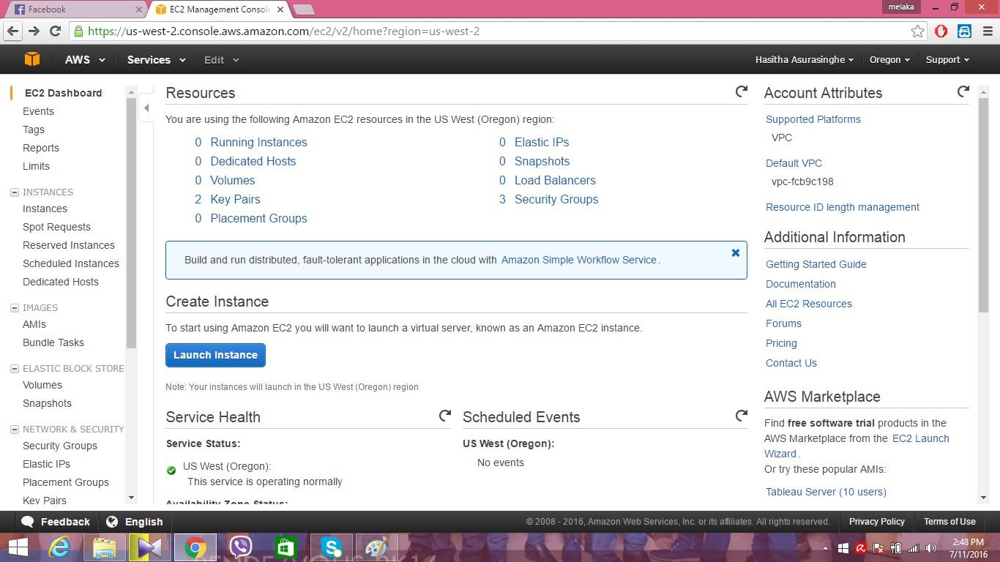 Facebook
EC2 Management Console
melaka
https://us-west-2.console.aws.amazon.com/ec2/v2/home?region=us-west-2
AWS
Services
Edit
Hasitha Asurasinghe
Oregon
Support
EC2 Dashboard
Events
Tags
Reports
Limits
INSTANCES
Instances
Spot Requests
Reserved Instances
Scheduled Instances
Dedicated Hosts
IMAGES
AMIs
Bundle Tasks
ELASTIC BLOCK STORE
Volumes
Snapshots
NETWORK & SECURITY
Security Groups
Elastic IPs
Placement Groups
Key Pairs
Resources
You are using the following Amazon EC2 resources in the US West (Oregon) region:
0 Running Instances
0 Dedicated Hosts
0 Volumes
2 Key Pairs
0 Placement Groups
0 Elastic IPs
0 Snapshots
0 Load Balancers
3 Security Groups
Build and run distributed, fault-tolerant applications in the cloud with Amazon Simple Workflow Service.
Create Instance
To start using Amazon EC2 you will want to launch a virtual server, known as an Amazon EC2 instance.
Launch Instance
Note: Your instances will launch in the US West (Oregon) region
Service Health
Service Status:
US West (Oregon):
This service is operating normally
Availability Zone Status:
Scheduled Events
US West (Oregon):
No events
Account Attributes
Supported Platforms
VPC
Default VPC
vpc-fcb9c198
Resource ID length management
Additional Information
Getting Started Guide
Documentation
All EC2 Resources
Forums
Pricing
Contact Us
AWS Marketplace
Find free software trial products in the
AWS Marketplace from the EC2 Launch
Wizard.
Or try these popular AMIs:
Tableau Server (10 users)
Feedback
English
© 2008 - 2016, Amazon Web Services, Inc. or its affiliates. All rights reserved.
Privacy Policy
Terms of Use
2:48 PM
7/11/2016